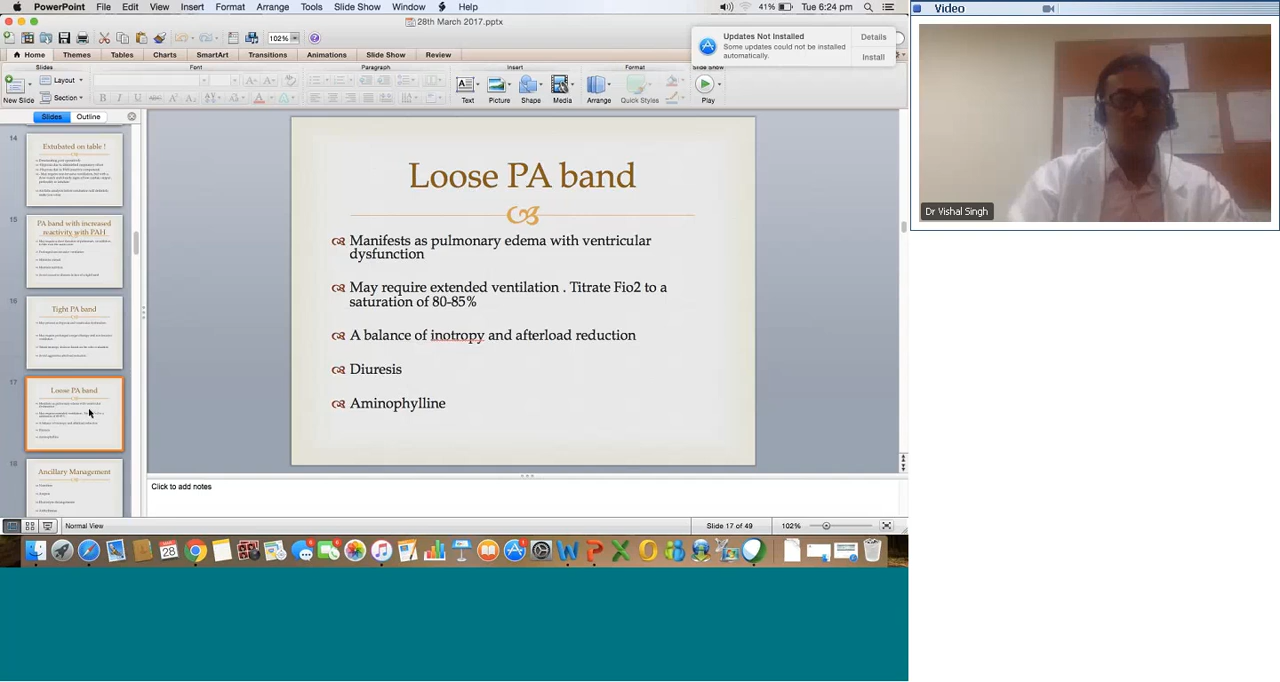 PowerPoint File Edit View Insert Format Arrange Tools Slide Show Window Help
41% Tue 6:24 pm
28th March 2017.pptx
102%
Home Themes Tables Charts SmartArt Transitions Animations Slide Show Review
Slides Font Paragraph Insert Format Slide Show
New Slide Layout Section Text Picture Shape Media Arrange Quick Styles Play
Updates Not Installed
Some updates could not be installed
automatically.
Details
Install
Slides Outline
14
Extubated on table !
15
PA band with increased
reactivity with PAH
16
Tight PA band
17
Loose PA band
18
Ancillary Management
Loose PA band
Manifests as pulmonary edema with ventricular
dysfunction
May require extended ventilation . Titrate Fio2 to a
saturation of 80-85%
A balance of inotropy and afterload reduction
Diuresis
Aminophylline
Click to add notes
Normal View Slide 17 of 49 102%
28
Video
Dr Vishal Singh